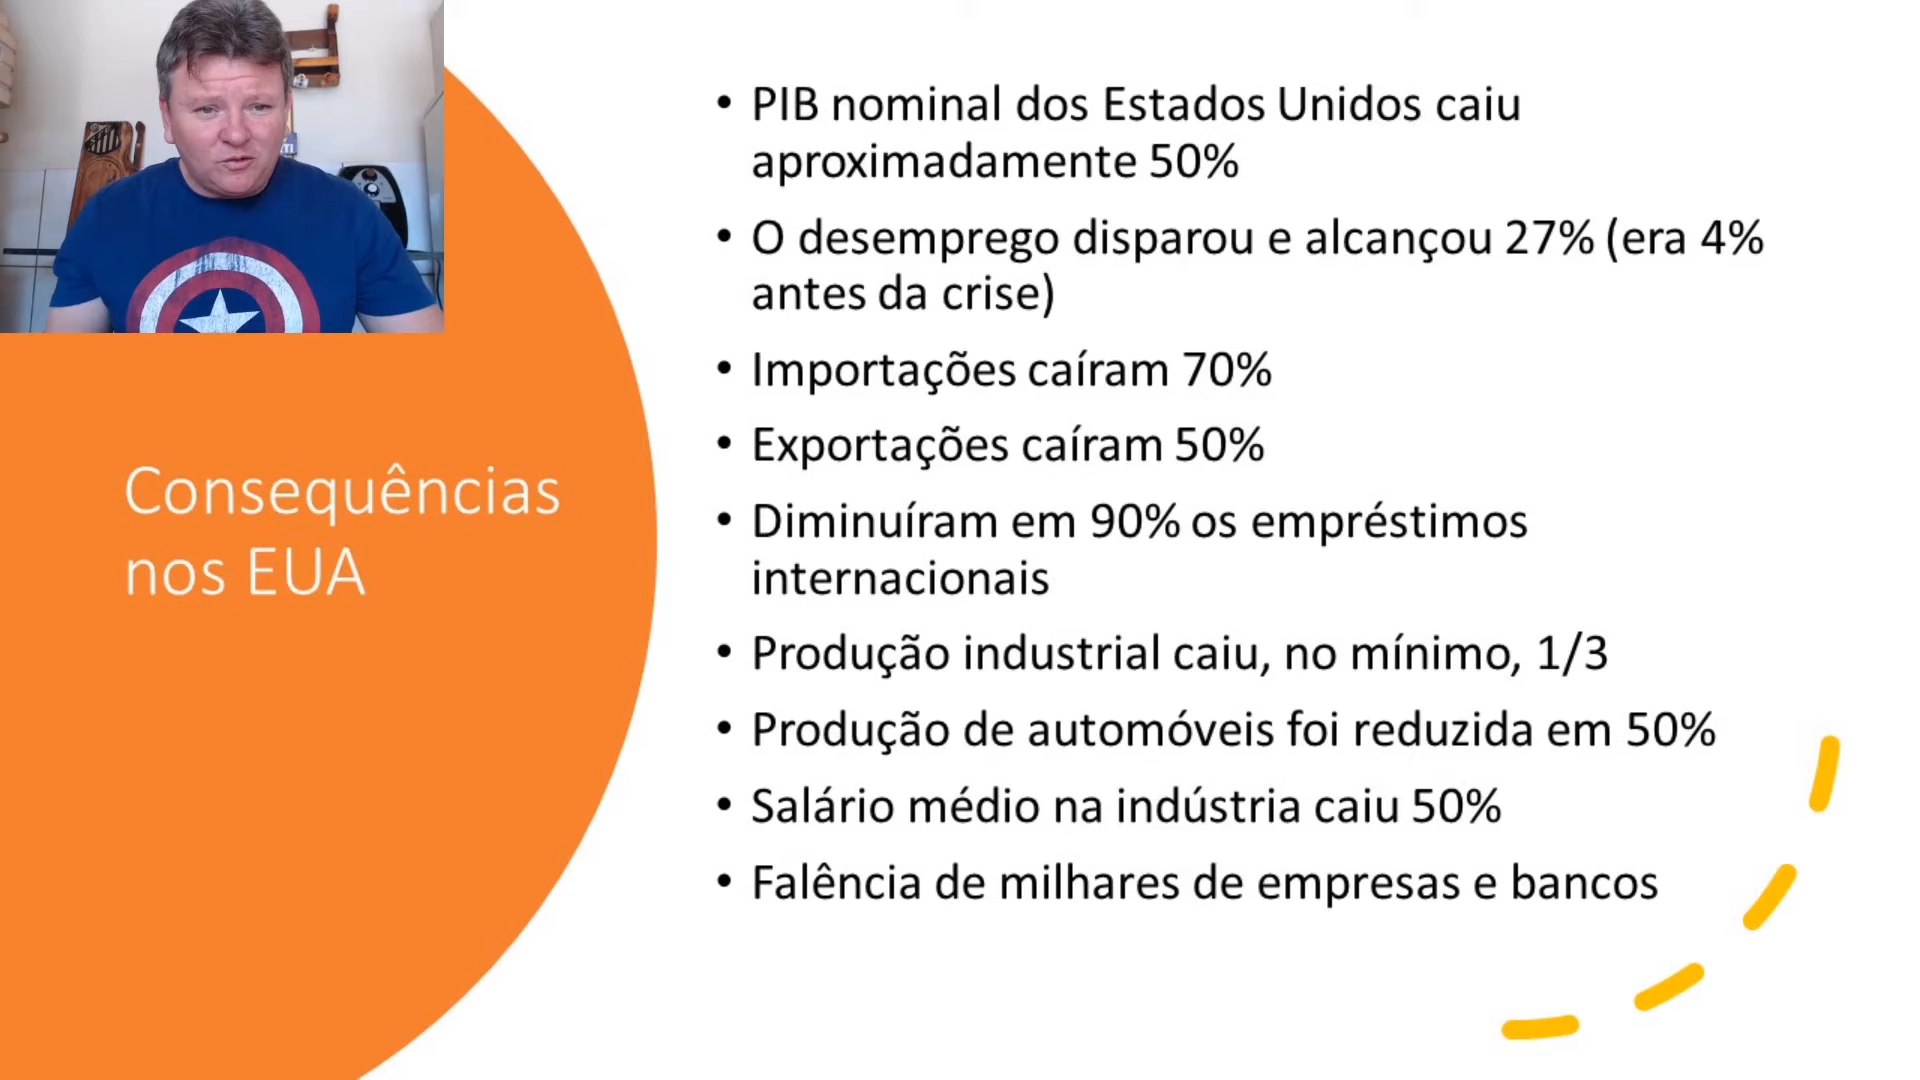 Consequências
nos EUA
• PIB nominal dos Estados Unidos caiu
aproximadamente 50%
• O desemprego disparou e alcançou 27% (era 4%
antes da crise)
• Importações caíram 70%
• Exportações caíram 50%
• Diminuíram em 90% os empréstimos
internacionais
• Produção industrial caiu, no mínimo, 1/3
• Produção de automóveis foi reduzida em 50%
• Salário médio na indústria caiu 50%
• Falência de milhares de empresas e bancos